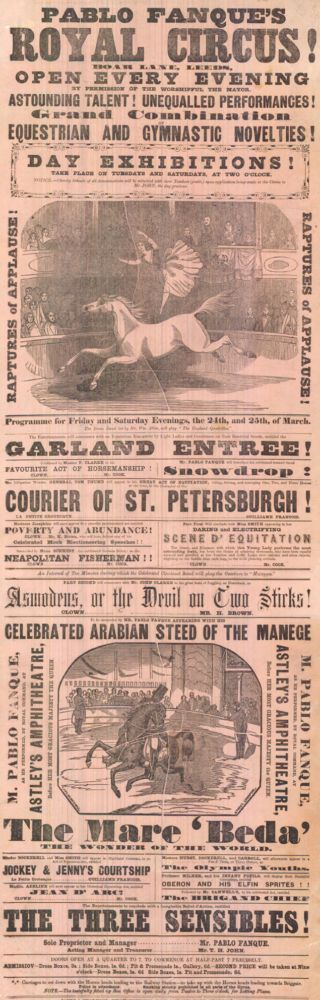 PABLO FANQUE'S
ROYAL CIRCUS!
BOAR LANE, LEEDS,
OPEN EVERY EVENING
BY PERMISSION OF THE WORSHIPFUL THE MAYOR.
ASTOUNDING TALENT! UNEQUALLED PERFORMANCES!
Grand Combination
OF
EQUESTRIAN AND GYMNASTIC NOVELTIES!
DAY EXHIBITIONS!
TAKE PLACE ON TUESDAYS AND SATURDAYS, AT TWO O'CLOCK.
NOTICE.—Charity Schools of all denominations will be admitted with their Teachers (gratis,) upon application being made at the Circus to
Mr. JOHN, the day previous
RAPTURES of APPLAUSE!
RAPTURES of APPLAUSE!
Programme for Friday and Saturday Evenings, the 24th, and 25th, of March.
The Brass Band led by Mr. Wm. Allen, will play "The England Quadrilles."
The Entertainments will commence with an Equestrian Manœuvre by Eight Ladies and Gentlemen on their Beautiful Steeds, entitled the
GARLAND ENTREE!
Continued by Master F. CLARKE in his
FAVOURITE ACT OF HORSEMANSHIP!
CLOWN........................Mr. COOK.
Mr. PABLO FANQUE will introduce his celebrated trained Steed
Snowdrop!
The Lilliputian Wonder, GENERAL TOM THUMB will appear in his GREAT ACT OF EQUITATION, riding, driving, and managing One, Two, and Three Horses
at one time, in the Character of the
COURIER OF ST. PETERSBURGH!
LA PETITE GROTESQUE........................GUILLIAME FRANCOIS.
Madame Josephine will next appear in a graceful emblematical act entitled
POVERTY AND ABUNDANCE!
CLOWN....Mr. H. Brown, who will here deliver one of his
Celebrated Mock Electioneering Speeches!!
Succeeded by Mons. SCHMIDT (the celebrated German Rider,) as the
NEAPOLITAN FISHERMAN!!
CLOWN........................Mr. COOK.
Part First Will conclude with Miss SMITH appearing in her
DARING and ELECTRIFYING
SCENE D'EQUITATION
The Grace, and Elegance with which this Young Lady performs the most
astounding feats, has been the theme of admiring thousands, who have been equally
amazed and gratified at her Fearless and Lofty Leaps over canvass and other objects,
alighting on the Saddle after each leap, in the most pleasing attitude.
CLOWN........................Mr. COOK.
An Interval of Ten Minutes during which the Celebrated Clarionet Band will play the Overture to "Mazeppa."
PART SECOND will commence with Mr. JOHN CLARKE in his great feats of Juggling on Horseback, as
Asmodeus, or the Devil on Two Sticks!
CLOWN........................MR. H. BROWN.
To be succeeded by MR. PABLO FANQUE APPEARING WITH HIS
CELEBRATED ARABIAN STEED OF THE MANEGE
M. PABLO FANQUE,
AS HE PERFORMED, BY ROYAL COMMAND, AT
ASTLEY'S AMPHITHEATRE,
Before HER MOST GRACIOUS MAJESTY THE QUEEN.
M. PABLO FANQUE,
AS HE PERFORMED, BY ROYAL COMMAND, AT
ASTLEY'S AMPHITHEATRE,
Before HER MOST GRACIOUS MAJESTY the QUEEN.
STREET, LIVERPOOL.
The Mare 'Beda'
THE WONDER OF THE WORLD.
Master DOCKERELL and Miss SMITH will appear in Highland Costume, in an
Act of Equestrianism, entitled
JOCKEY & JENNY'S COURTSHIP
Le Petite Grotesque........................GUILLIAME FRANCOIS.
Madlle. ADELINE will next appear in her Historical Equestrian Act, entitled
JEAN D'ARC!
CLOWN........................Mr. COOK.
Masters HURST, DOCKERELL, and CARROLL, will afterwards appear in a
Pas d' Trois, on Three Horses, as
The Olympic Youths.
Professor MILNER, and his INFANT PUPILS, will display their Beautiful
Groupings, entitled
OBERON AND HIS ELFIN SPRITES!!
Followed by Mr. SAMWELL'S, in his celebrated Act, entitled
The BRIGAND CHIEF
The Entertainments to conclude with a Laughable Ballet d'Action, entitled
THE THREE SENSIBLES!
Sole Proprietor and Manager........................Mr. PABLO FANQUE.
Acting Manager and Treasurer........................Mr. T. H. JOHN.
DOORS OPEN AT A QUARTER TO 7, TO COMMENCE AT HALF-PAST 7 PRECISELY.
ADMISSIOV—Dress Boxes, 3s.; Side Boxes, 1s. 6d.; Pit & Promenade 1s., Gallery, 6d.—SECOND PRICE will be taken at Nine
o'clock—Dress Boxes, 1s. 6d Side Boxes, 1s. Pit and Promenade, 6d.
*,* Carriages to set down with the Horses heads leading to the Railway Station—to take up with the Horses heads leading towards Briggate.
Police in attendance. Smeking strictly prohibited in all parts of the Circus.
NOTE.—The tastefully fitted up Box Office is open daily from Twelve to Three o'clock, for Letting Places.